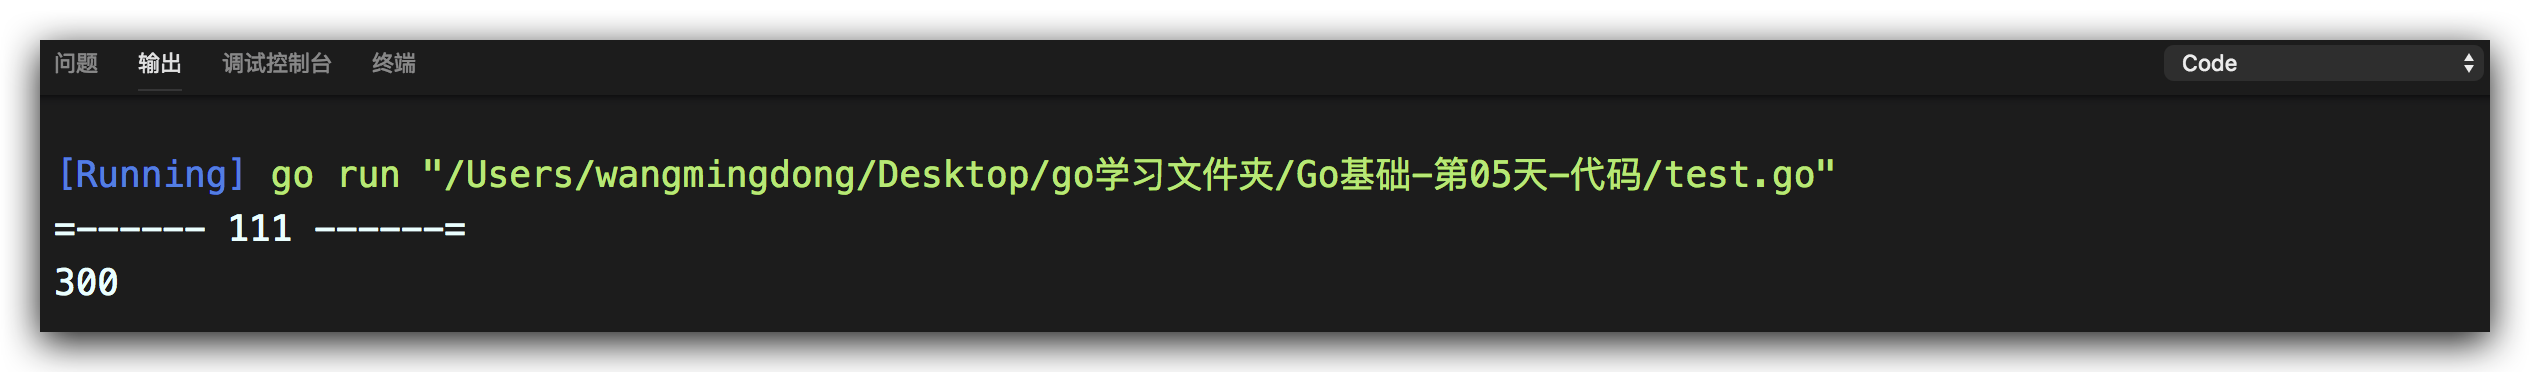 问题 输出 调试控制台 终端 Code
[Running] go run "/Users/wangmingdong/Desktop/go学习文件夹/Go基础-第05天-代码/test.go"
=------ 111 ------=
300